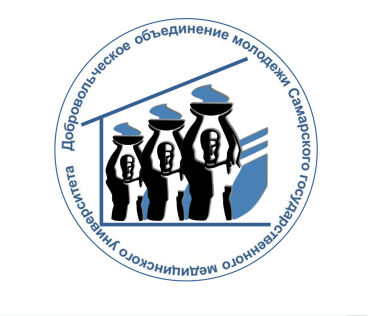 Добровольческое объединение молодежи Самарского государственного медицинского университета